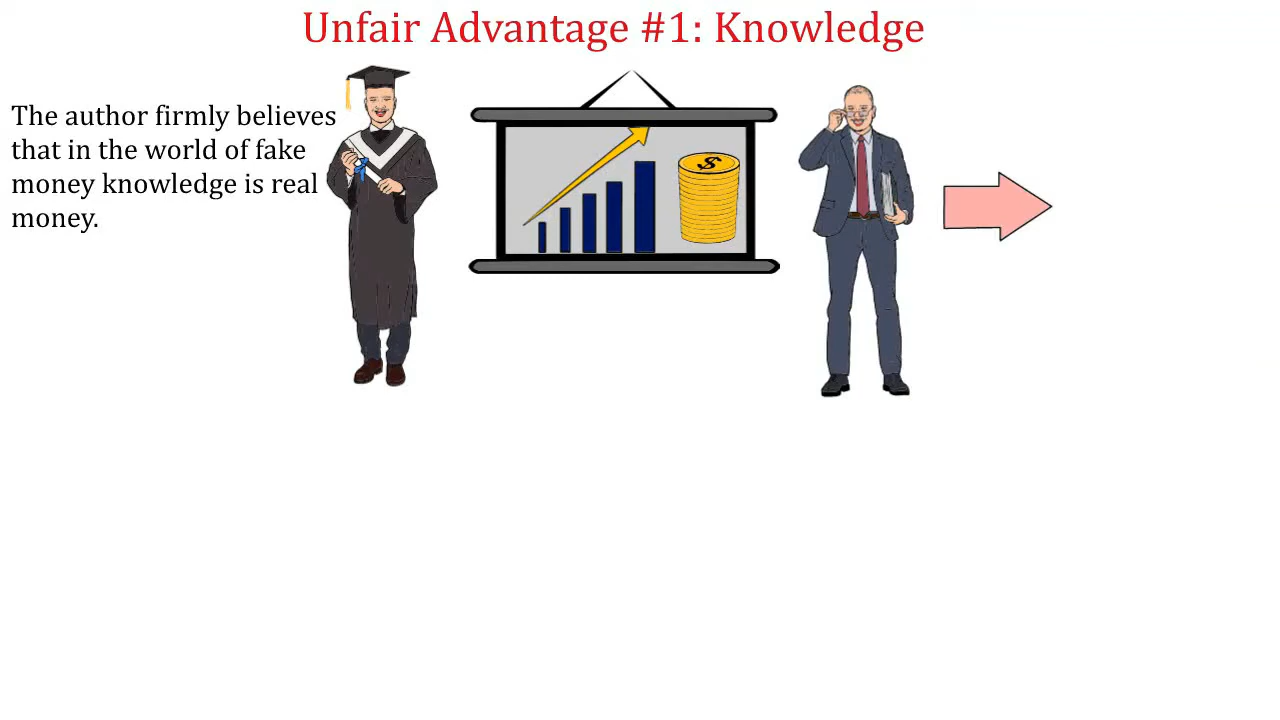 Unfair Advantage #1: Knowledge
The author firmly believes
that in the world of fake
money knowledge is real
money.
$